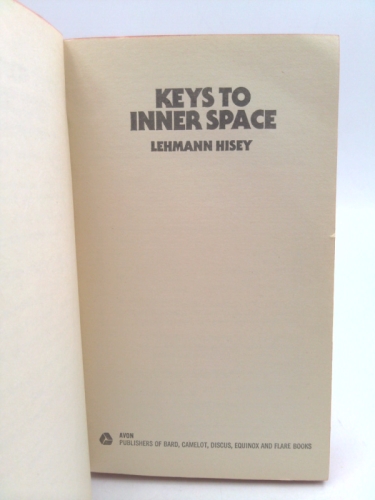 KEYS TO
INNER SPACE
LEHMANN HISEY
AVON
PUBLISHERS OF BARD, CAMELOT, DISCUS, EQUINOX AND FLARE BOOKS